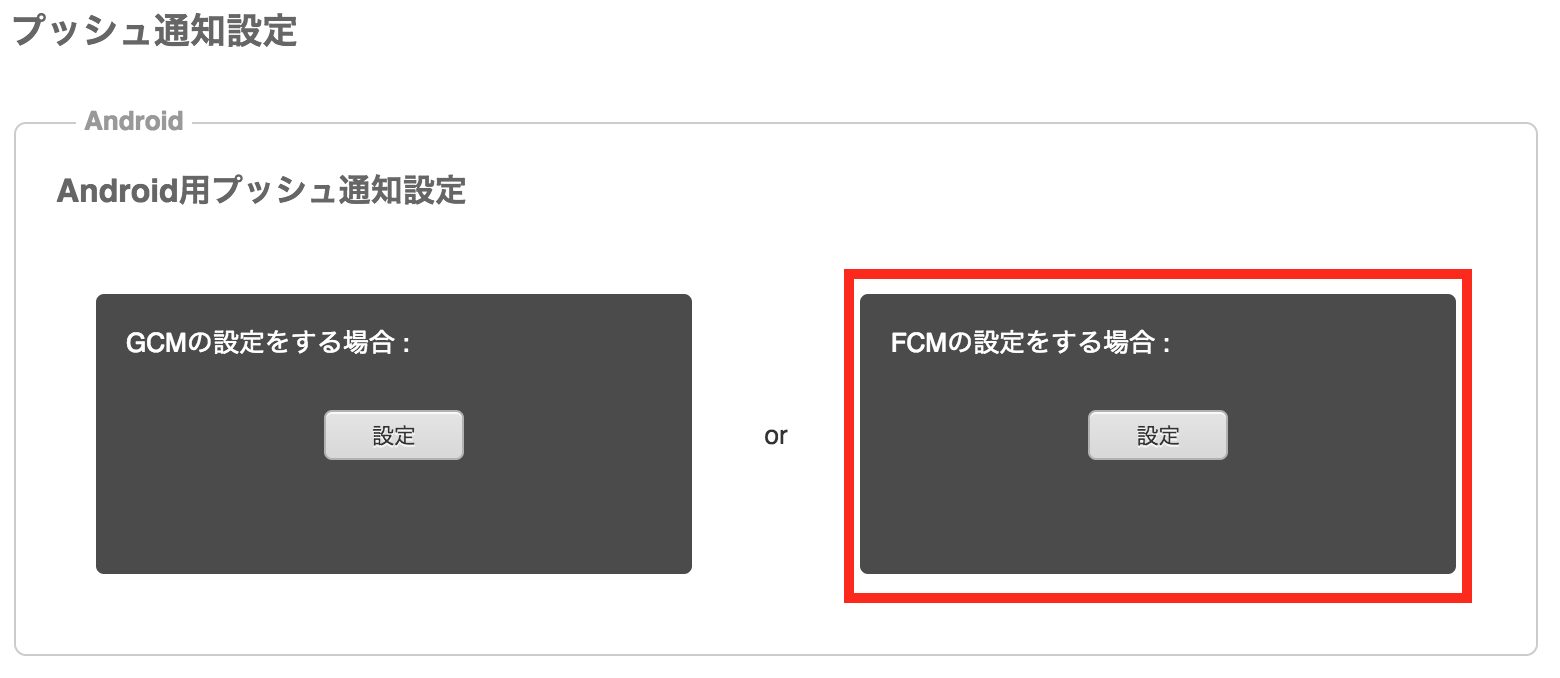 プッシュ通知設定
Android
Android用プッシュ通知設定
GCMの設定をする場合 :
設定
or
FCMの設定をする場合 :
設定